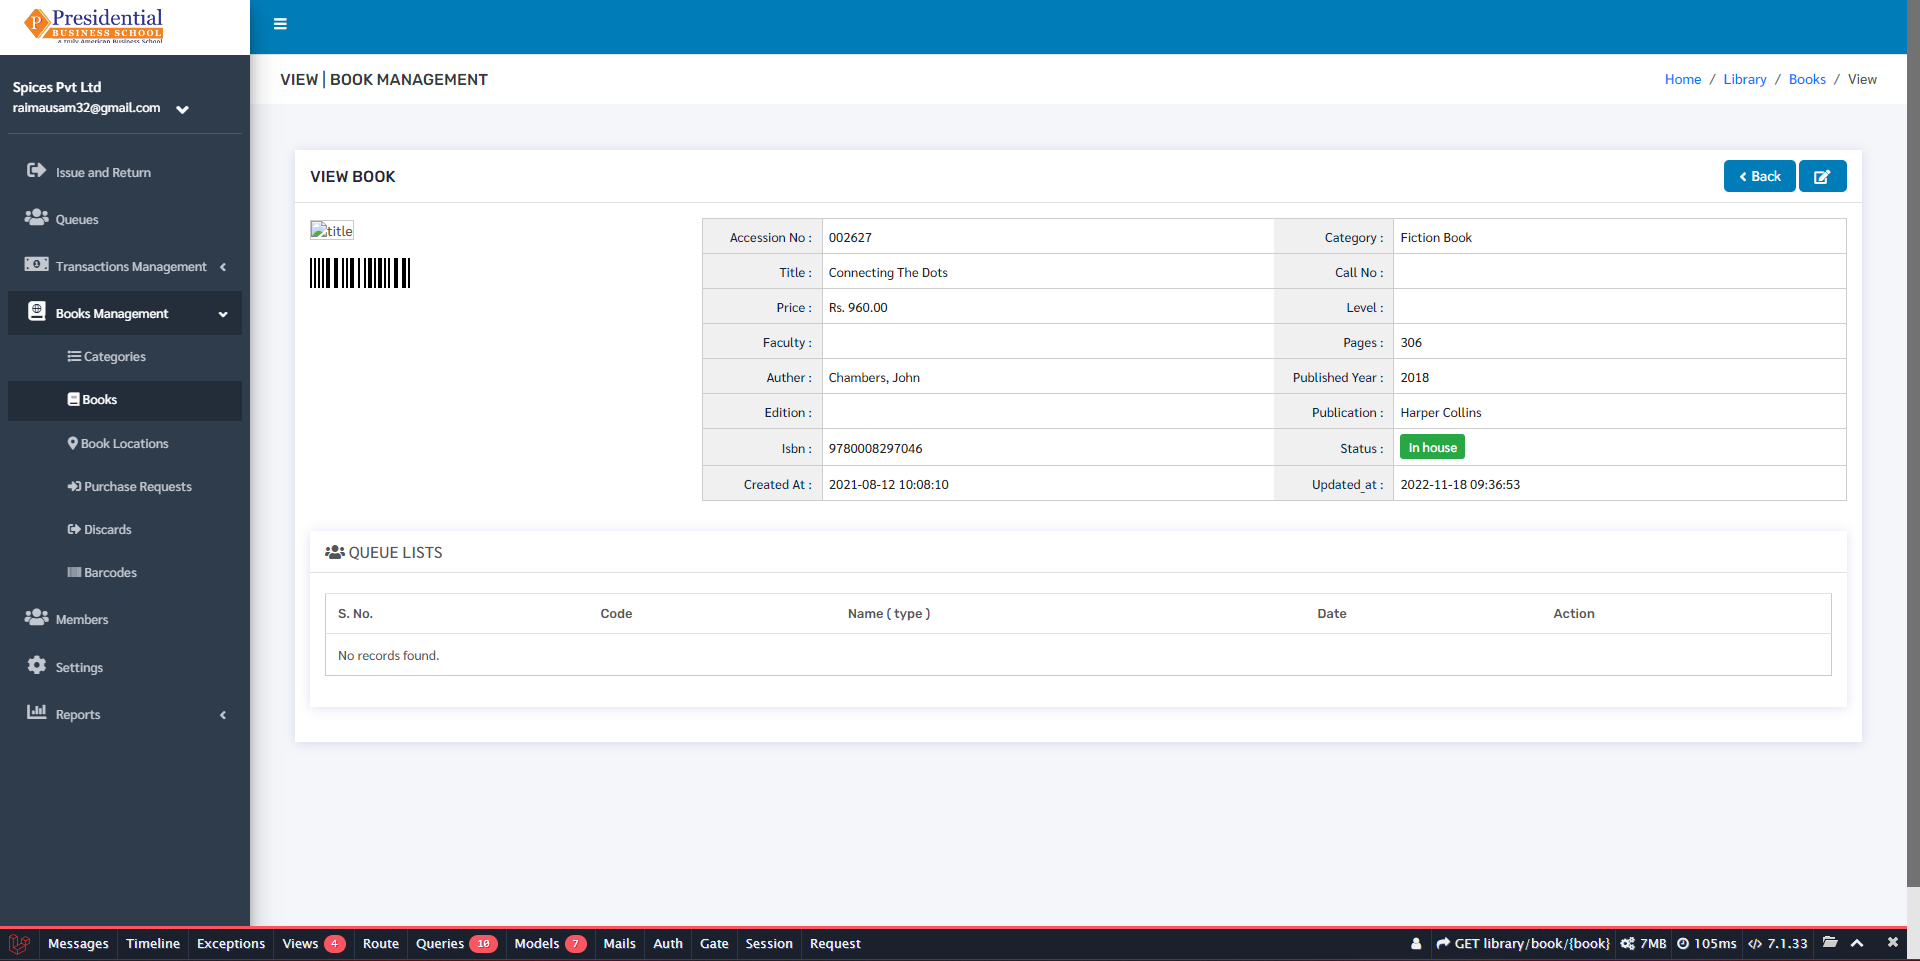 Presidential
BUSINESS SCHOOL
a truly American Business School
Spices Pvt Ltd
raimausam32@gmail.com
Issue and Return
Queues
Transactions Management
Books Management
Categories
Books
Book Locations
Purchase Requests
Discards
Barcodes
Members
Settings
Reports
VIEW | BOOK MANAGEMENT
Home / Library / Books / View
VIEW BOOK
Back
title
Accession No : 002627 Category : Fiction Book
Title : Connecting The Dots Call No :
Price : Rs. 960.00 Level :
Faculty : Pages : 306
Auther : Chambers, John Published Year : 2018
Edition : Publication : Harper Collins
Isbn : 9780008297046 Status : In house
Created At : 2021-08-12 10:08:10 Updated_at : 2022-11-18 09:36:53
QUEUE LISTS
S. No. Code Name ( type ) Date Action
No records found.
Messages Timeline Exceptions Views 4 Route Queries 10 Models 7 Mails Auth Gate Session Request GET library/book/{book} 7MB 105ms 7.1.33